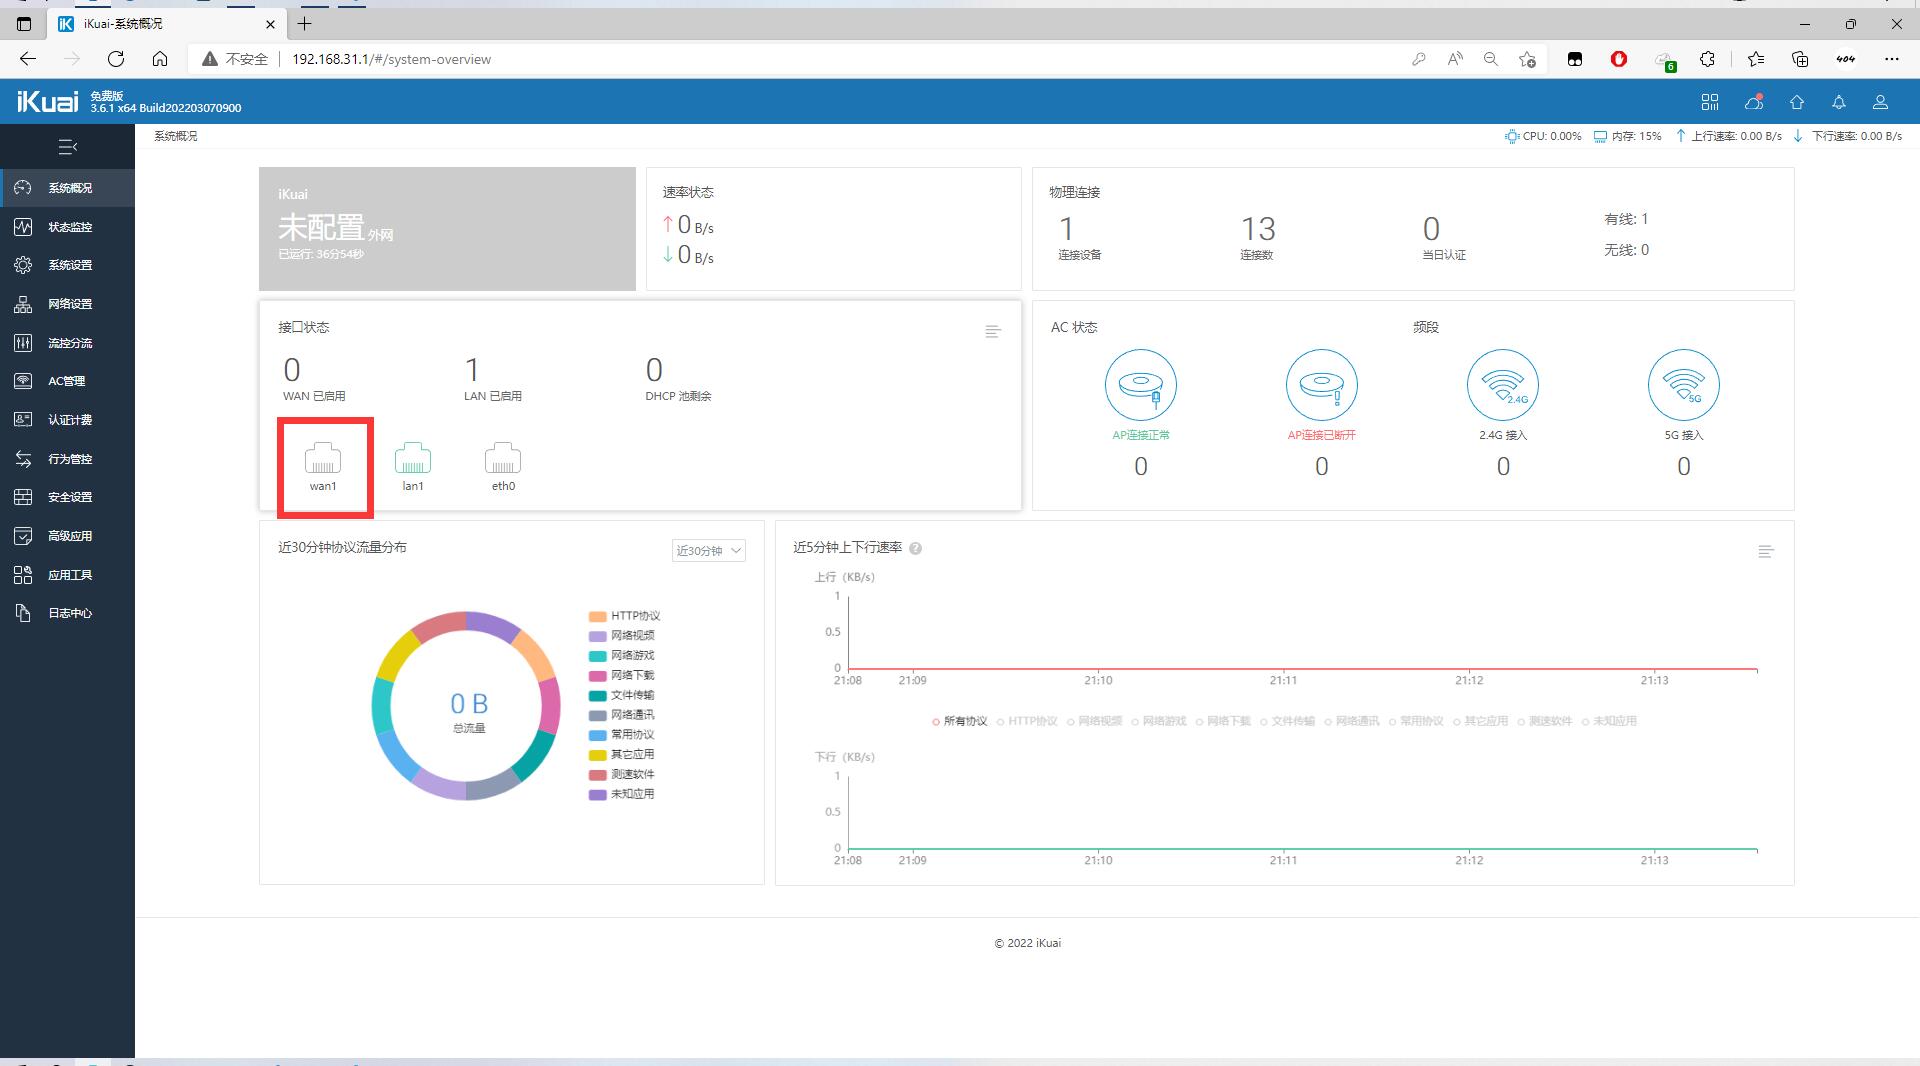 iKuai-系统概况
不安全
192.168.31.1/#/system-overview
6
404
iKuai
免费版
3.6.1 x64 Build202203070900
系统概况
CPU: 0.00%
内存: 15%
上行速率: 0.00 B/s
下行速率: 0.00 B/s
系统概况
状态监控
系统设置
网络设置
流控分流
AC管理
认证计费
行为管控
安全设置
高级应用
应用工具
日志中心
iKuai
未配置 外网
已运行: 36分54秒
速率状态
0 B/s
0 B/s
物理连接
1
连接设备
13
连接数
0
当日认证
有线: 1
无线: 0
接口状态
0
WAN 已启用
1
LAN 已启用
0
DHCP 池剩余
wan1
lan1
eth0
AC 状态
频段
2.4G
5G
AP连接正常
AP连接已断开
2.4G 接入
5G 接入
0
0
0
0
近30分钟协议流量分布
近30分钟
0 B
总流量
HTTP协议
网络视频
网络游戏
网络下载
文件传输
网络通讯
常用协议
其它应用
测速软件
未知应用
近5分钟上下行速率
?
上行（KB/s）
1
0.5
0
21:08
21:09
21:10
21:11
21:12
21:13
所有协议 HTTP协议 网络视频 网络游戏 网络下载 文件传输 网络通讯 常用协议 其它应用 测速软件 未知应用
下行（KB/s）
1
0.5
0
21:08
21:09
21:10
21:11
21:12
21:13
© 2022 iKuai